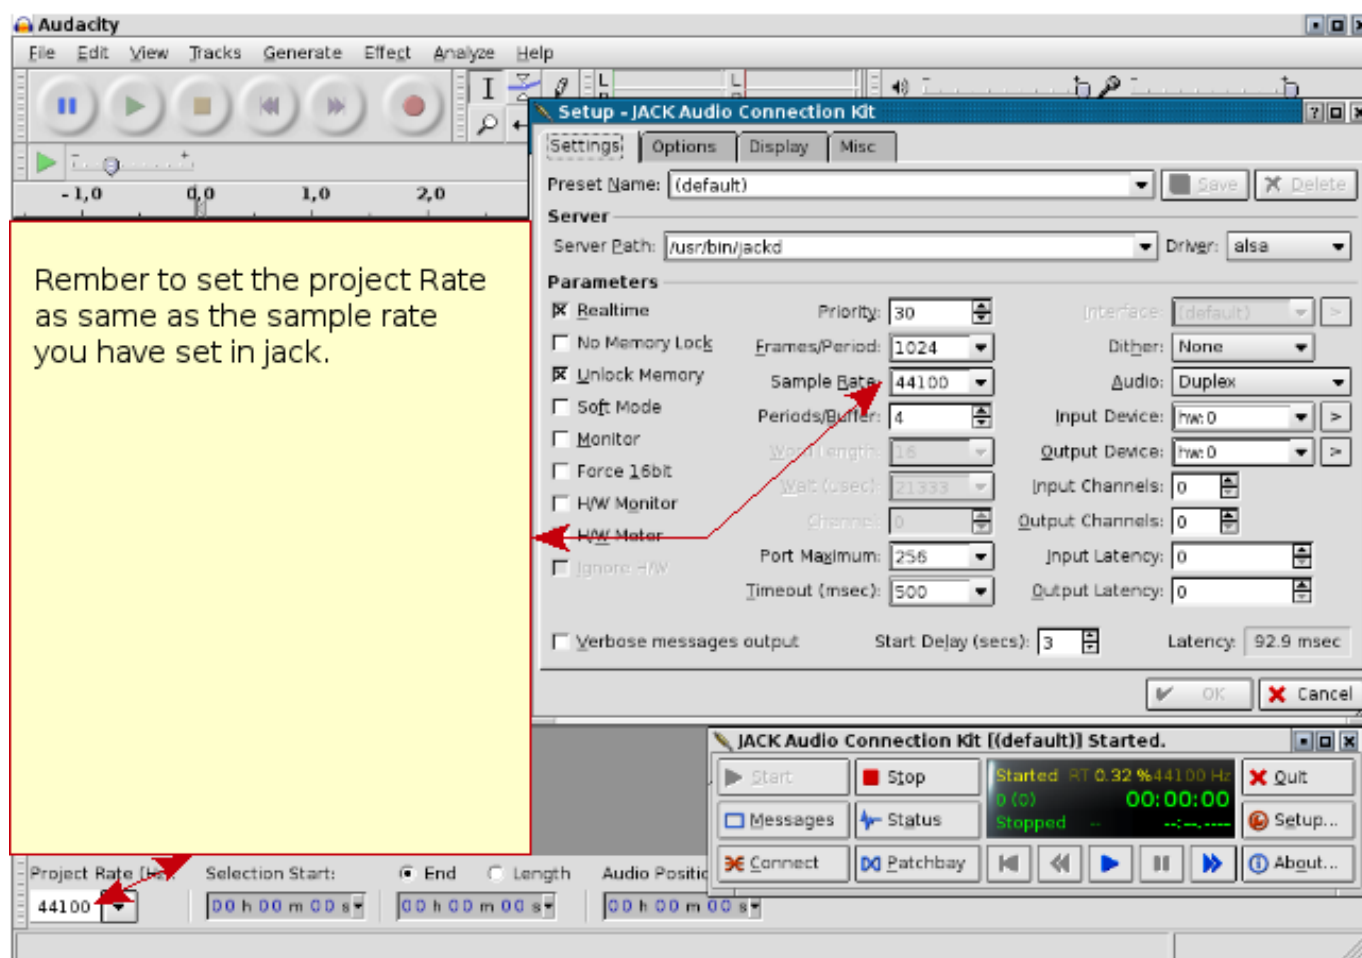 Audacity
File Edit View Tracks Generate Effect Analyze Help
L L
R R
Setup - JACK Audio Connection Kit
Settings Options Display Misc
Preset Name: (default) Save Delete
-1,0 0,0 1,0 2,0
Server
Server Path: /usr/bin/jackd Driver: alsa
Parameters
Realtime Priority: 30 Interface: (default) >
No Memory Lock Frames/Period: 1024 Dither: None
Unlock Memory Sample Rate: 44100 Audio: Duplex
Soft Mode Periods/Buffer: 4 Input Device: hw:0 >
Monitor Word Length: 16 Output Device: hw:0 >
Force 16bit Wait (usec): 21333 Input Channels: 0
H/W Monitor Channel: 0 Output Channels: 0
H/W Meter Port Maximum: 256 Input Latency: 0
Ignore H/W Timeout (msec): 500 Output Latency: 0
Verbose messages output Start Delay (secs): 3 Latency: 92.9 msec
OK Cancel
Rember to set the project Rate
as same as the sample rate
you have set in jack.
JACK Audio Connection Kit [(default)] Started.
Start Stop Started RT 0.32 % 44100 Hz Quit
0 (0) 00:00:00
Messages Status Stopped -- --:--.---- Setup...
Connect Patchbay About...
Project Rate (Hz): Selection Start: End Length Audio Positio
44100 00 h 00 m 00 s 00 h 00 m 00 s 00 h 00 m 00 s